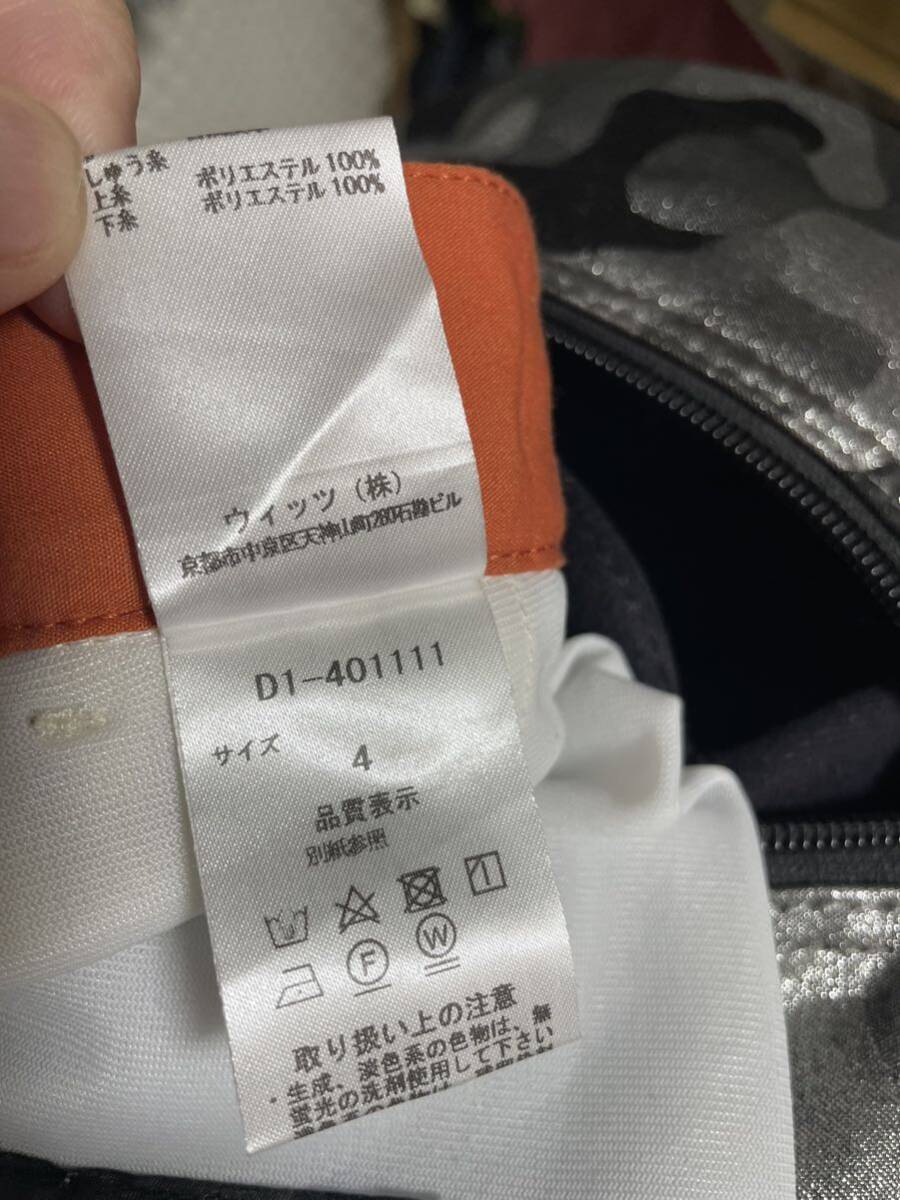 しゅう糸
上糸 ポリエステル 100%
下糸 ポリエステル 100%
ウィッツ (株)
京都市中京区天神山町280石勘ビル
D1-401111
サイズ 4
品質表示
別紙参照
F W
取り扱い上の注意
・生成、淡色系の色物は、無
蛍光の洗剤使用して下さい